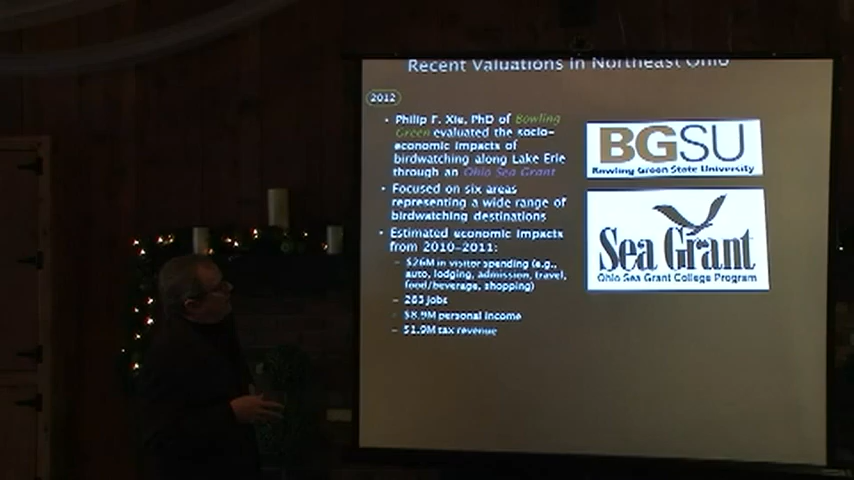 Recent Valuations in Northeast Ohio
2012
• Philip F. Xie, PhD of Bowling
Green evaluated the socio-
economic impacts of
birdwatching along Lake Erie
through an Ohio Sea Grant
• Focused on six areas
representing a wide range of
birdwatching destinations
• Estimated economic impacts
from 2010-2011:
– $26M in visitor spending (e.g.,
auto, lodging, admission, travel,
food/beverage, shopping)
– 283 jobs
– $8.9M personal income
– $1.9M tax revenue
BGSU
Bowling Green State University
Sea Grant
Ohio Sea Grant College Program